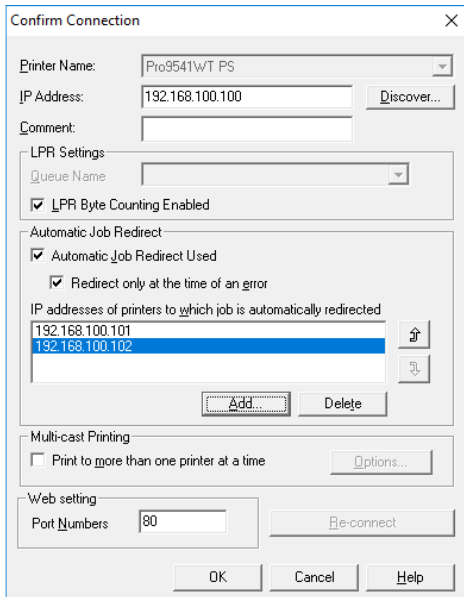 Confirm Connection
Printer Name: Pro9541WT PS
IP Address: 192.168.100.100 Discover...
Comment:
LPR Settings
Queue Name
LPR Byte Counting Enabled
Automatic Job Redirect
Automatic Job Redirect Used
Redirect only at the time of an error
IP addresses of printers to which job is automatically redirected
192.168.100.101
192.168.100.102
Add... Delete
Multi-cast Printing
Print to more than one printer at a time Options...
Web setting
Port Numbers 80 Re-connect
OK Cancel Help